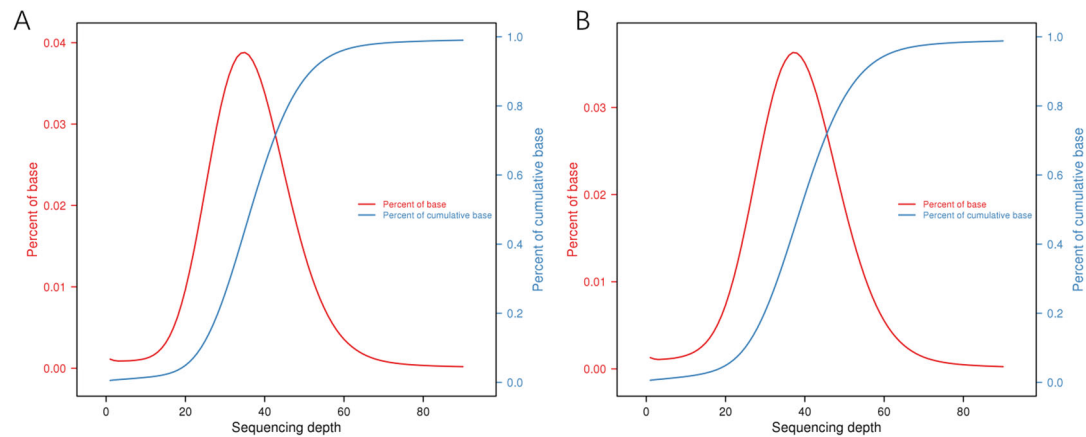 A
Percent of base
0.04
0.03
0.02
0.01
0.00
1.0
0.8
0.6
0.4
0.2
0.0
Percent of cumulative base
Percent of base
Percent of cumulative base
0 20 40 60 80
Sequencing depth
B
Percent of base
0.03
0.02
0.01
0.00
1.0
0.8
0.6
0.4
0.2
0.0
Percent of cumulative base
Percent of base
Percent of cumulative base
0 20 40 60 80
Sequencing depth